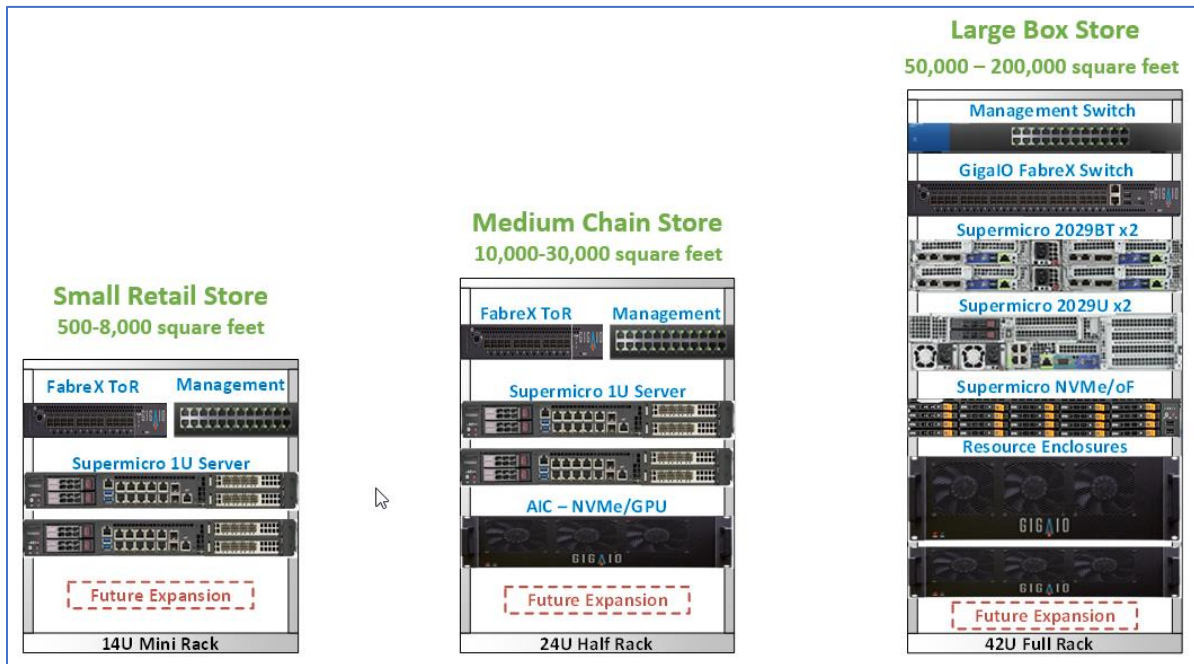 Small Retail Store
500-8,000 square feet
FabreX ToR
Management
Supermicro 1U Server
Future Expansion
14U Mini Rack
Medium Chain Store
10,000-30,000 square feet
FabreX ToR
Management
Supermicro 1U Server
AIC – NVMe/GPU
GIGAIO
Future Expansion
24U Half Rack
Large Box Store
50,000 – 200,000 square feet
Management Switch
GigaIO FabreX Switch
Supermicro 2029BT x2
Supermicro 2029U x2
Supermicro NVMe/oF
Resource Enclosures
GIGAIO
GIGAIO
Future Expansion
42U Full Rack